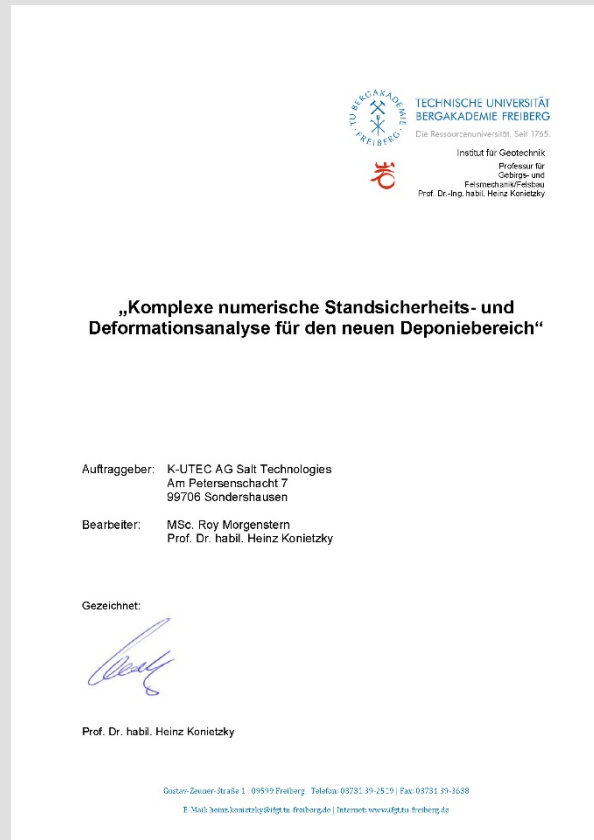 TU BERGAKADEMIE
FREIBERG
TECHNISCHE UNIVERSITÄT
BERGAKADEMIE FREIBERG
Die Ressourcenuniversität. Seit 1765.
Institut für Geotechnik
Professur für
Gebirgs- und
Felsmechanik/Felsbau
Prof. Dr.-Ing. habil. Heinz Konietzky
„Komplexe numerische Standsicherheits- und
Deformationsanalyse für den neuen Deponiebereich“
Auftraggeber: K-UTEC AG Salt Technologies
Am Petersenschacht 7
99706 Sondershausen
Bearbeiter: MSc. Roy Morgenstern
Prof. Dr. habil. Heinz Konietzky
Gezeichnet:
Prof. Dr. habil. Heinz Konietzky
Gustav-Zeuner-Straße 1 | 09599 Freiberg Telefon: 03731 39-2519 | Fax: 03731 39-3638
E-Mail: heinz.konietzky@ifgt.tu-freiberg.de | Internet: www.ifgt.tu-freiberg.de